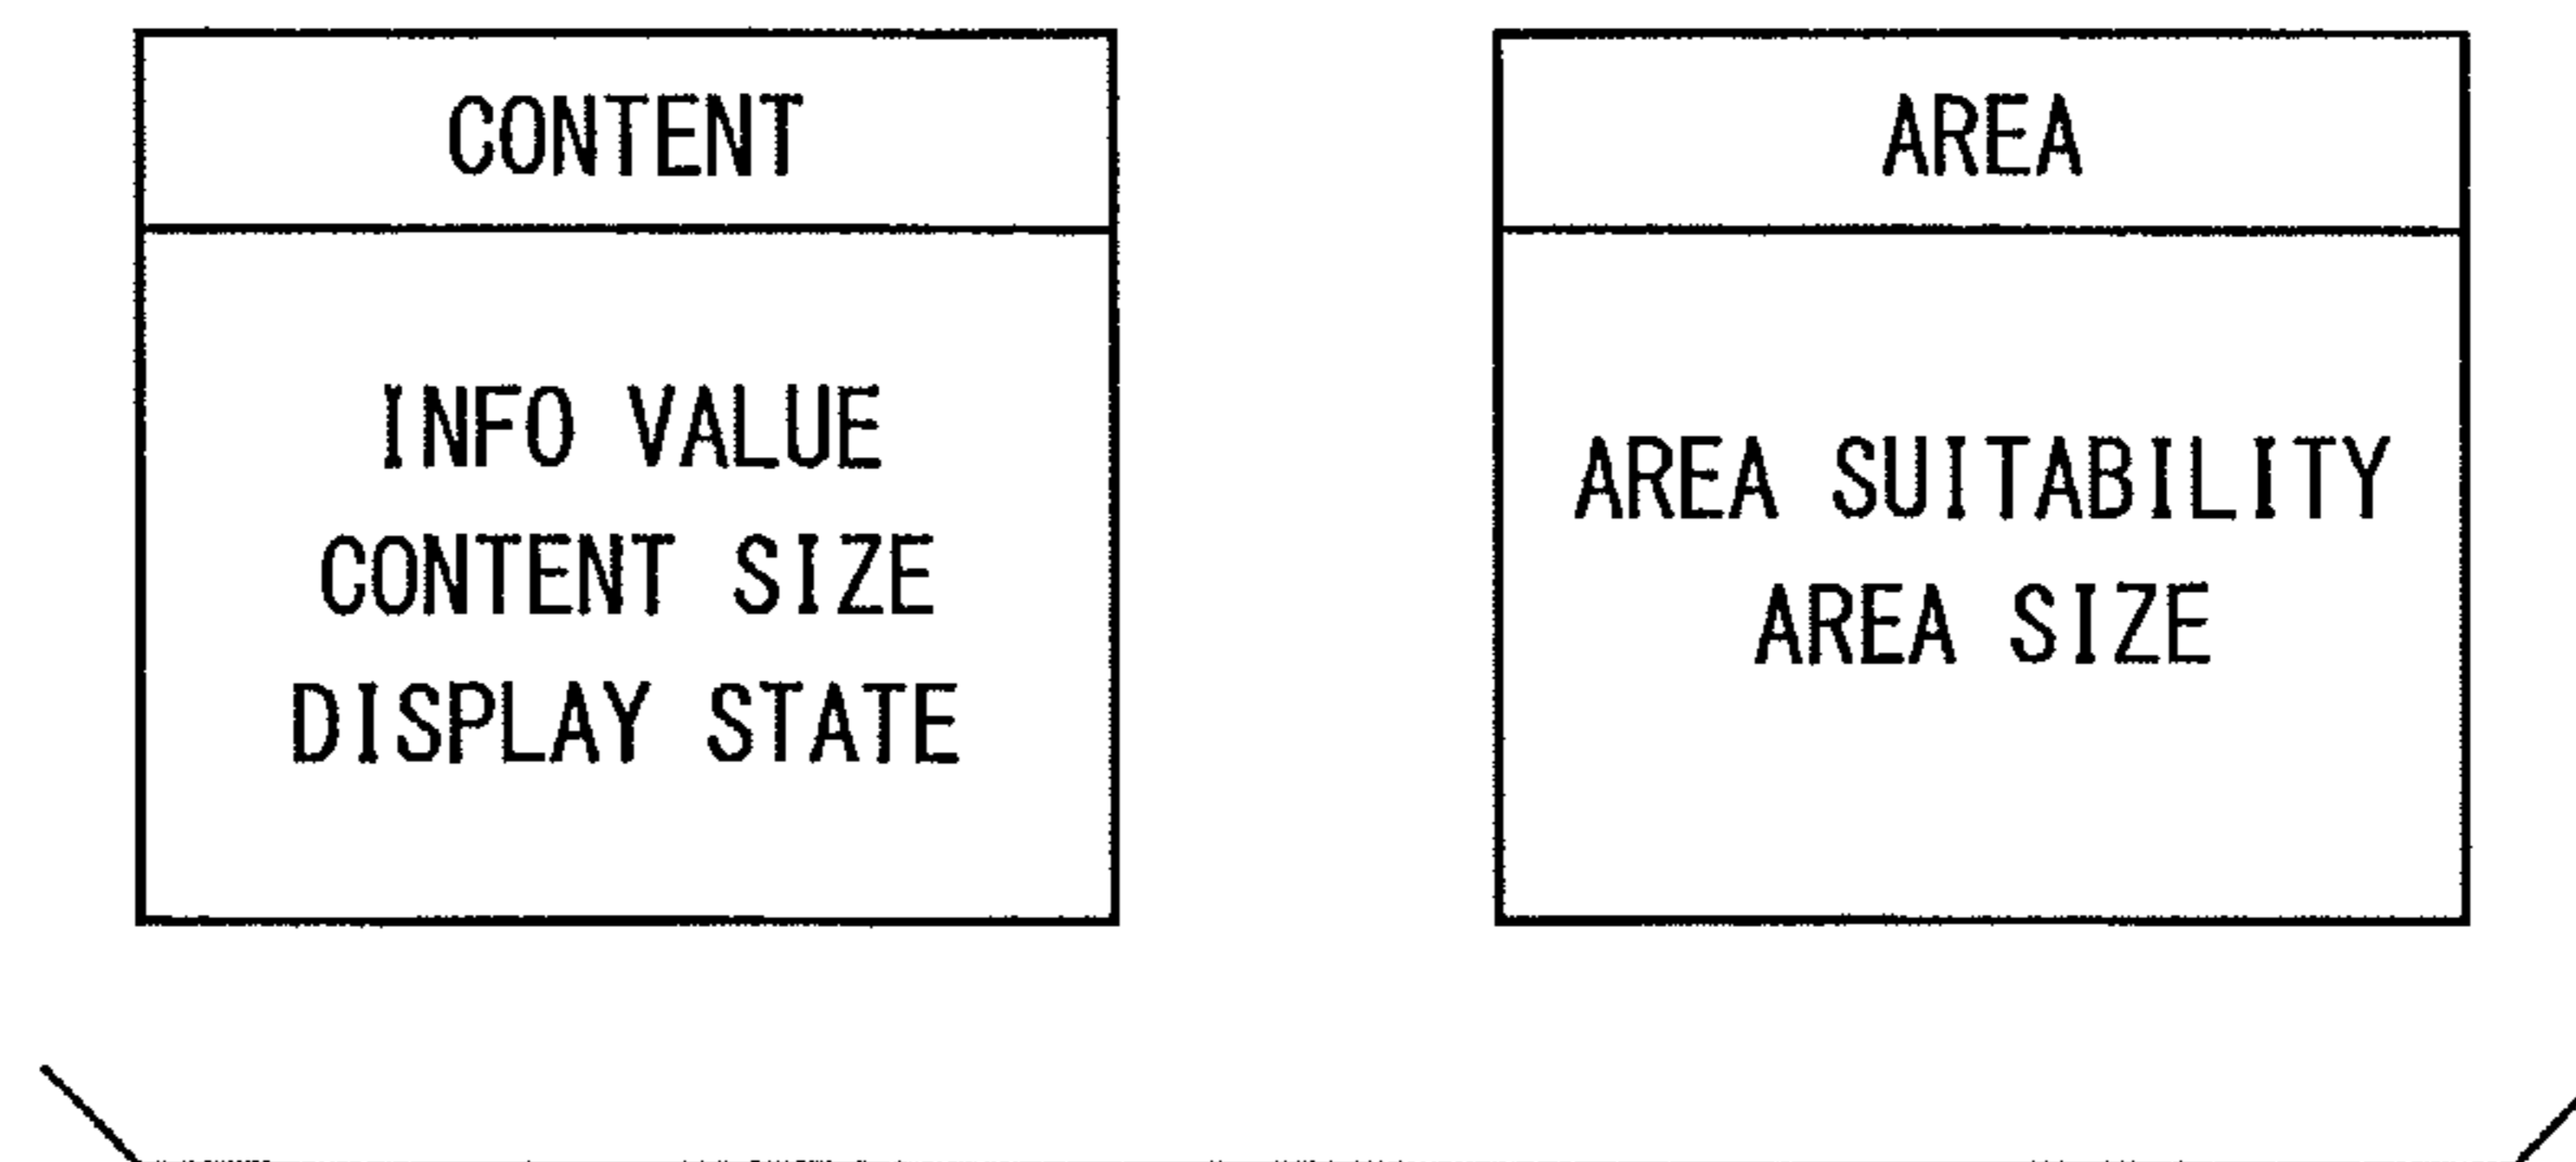 CONTENT
INFO VALUE
CONTENT SIZE
DISPLAY STATE
AREA
AREA SUITABILITY
AREA SIZE